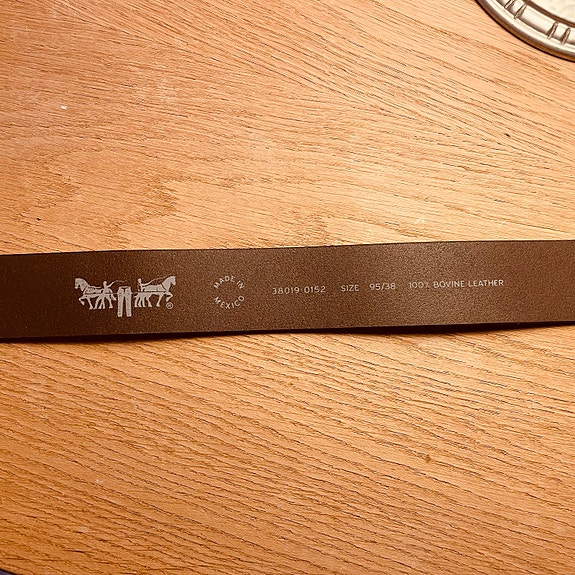 ®
MADE IN
MEXICO
38019-0152 SIZE 95/38 100% BOVINE LEATHER